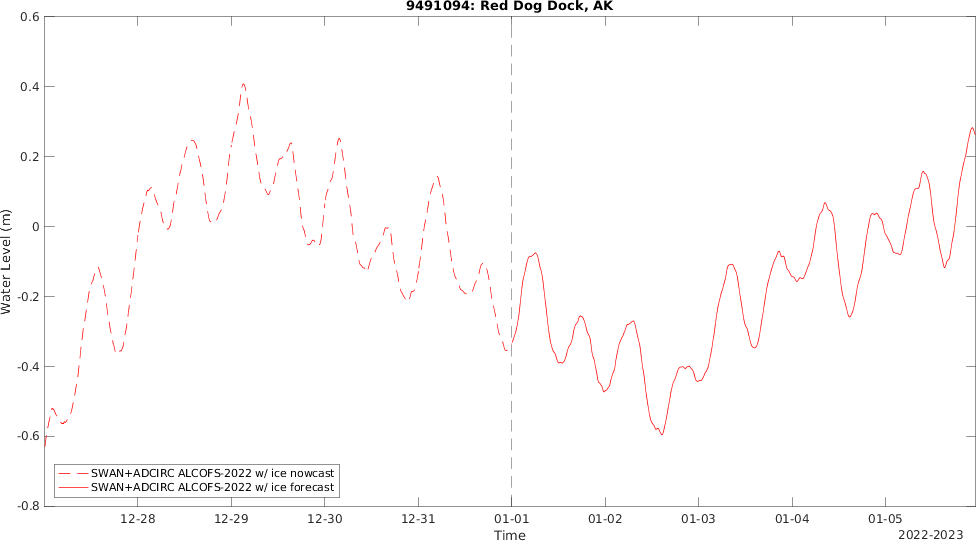 9491094: Red Dog Dock, AK
0.6
0.4
0.2
0
-0.2
-0.4
-0.6
-0.8
Water Level (m)
SWAN+ADCIRC ALCOFS-2022 w/ ice nowcast
SWAN+ADCIRC ALCOFS-2022 w/ ice forecast
12-28 12-29 12-30 12-31 01-01 01-02 01-03 01-04 01-05
Time
2022-2023